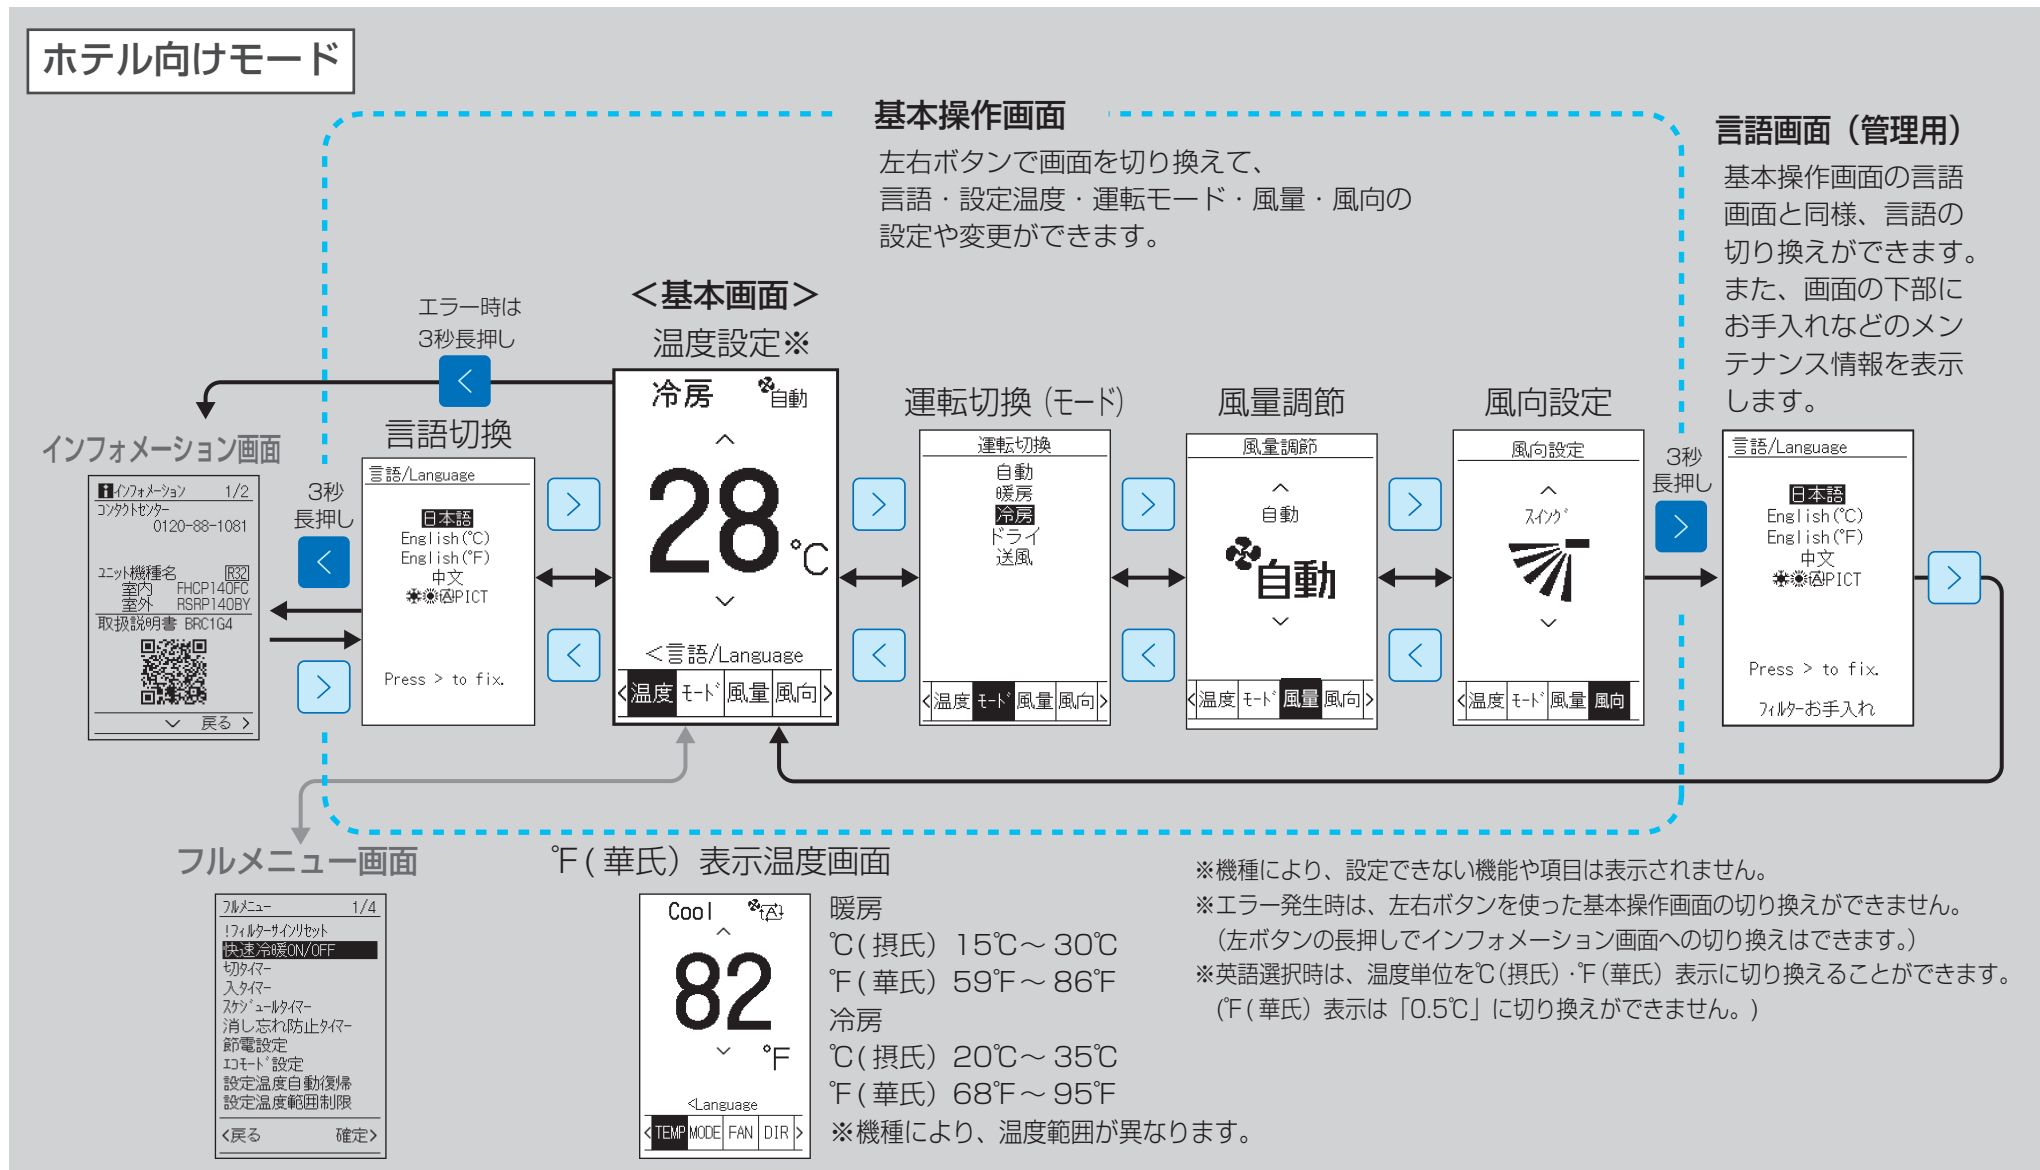 ホテル向けモード
基本操作画面
左右ボタンで画面を切り換えて、
言語・設定温度・運転モード・風量・風向の
設定や変更ができます。
言語画面（管理用）
基本操作画面の言語
画面と同様、言語の
切り換えができます。
また、画面の下部に
お手入れなどのメン
テナンス情報を表示
します。
エラー時は
3秒長押し
<
インフォメーション画面
iインフォメーション 1/2
コンタクトセンター
0120-88-1081
ユニット機種名 R32
室内 FHCP140FC
室外 RSRP140BY
取扱説明書 BRC1G4
戻る >
3秒
長押し
<
>
言語切換
言語/Language
日本語
English(℃)
English(℉)
中文
PICT
Press > to fix.
>
<
＜基本画面＞
温度設定※
冷房 自動
28℃
<言語/Language
<温度 モード 風量 風向>
>
<
運転切換（モード）
運転切換
自動
暖房
冷房
ドライ
送風
<温度 モード 風量 風向>
>
<
風量調節
風量調節
自動
自動
<温度 モード 風量 風向>
>
<
風向設定
風向設定
スイング
<温度 モード 風量 風向
3秒
長押し
>
言語/Language
日本語
English(℃)
English(℉)
中文
PICT
Press > to fix.
フィルターお手入れ
>
フルメニュー画面
フルメニュー 1/4
!フィルターサインリセット
快速冷暖ON/OFF
切タイマー
入タイマー
スケジュールタイマー
消し忘れ防止タイマー
節電設定
エコモード設定
設定温度自動復帰
設定温度範囲制限
<戻る 確定>
℉(華氏）表示温度画面
Cool A
82
℉
<Language
<TEMP MODE FAN DIR>
暖房
℃(摂氏）15℃～30℃
℉(華氏）59℉～86℉
冷房
℃(摂氏）20℃～35℃
℉(華氏）68℉～95℉
※機種により、温度範囲が異なります。
※機種により、設定できない機能や項目は表示されません。
※エラー発生時は、左右ボタンを使った基本操作画面の切り換えができません。
（左ボタンの長押しでインフォメーション画面への切り換えはできます。）
※英語選択時は、温度単位を℃(摂氏）・℉(華氏）表示に切り換えることができます。
(℉(華氏）表示は「0.5℃」に切り換えができません。)